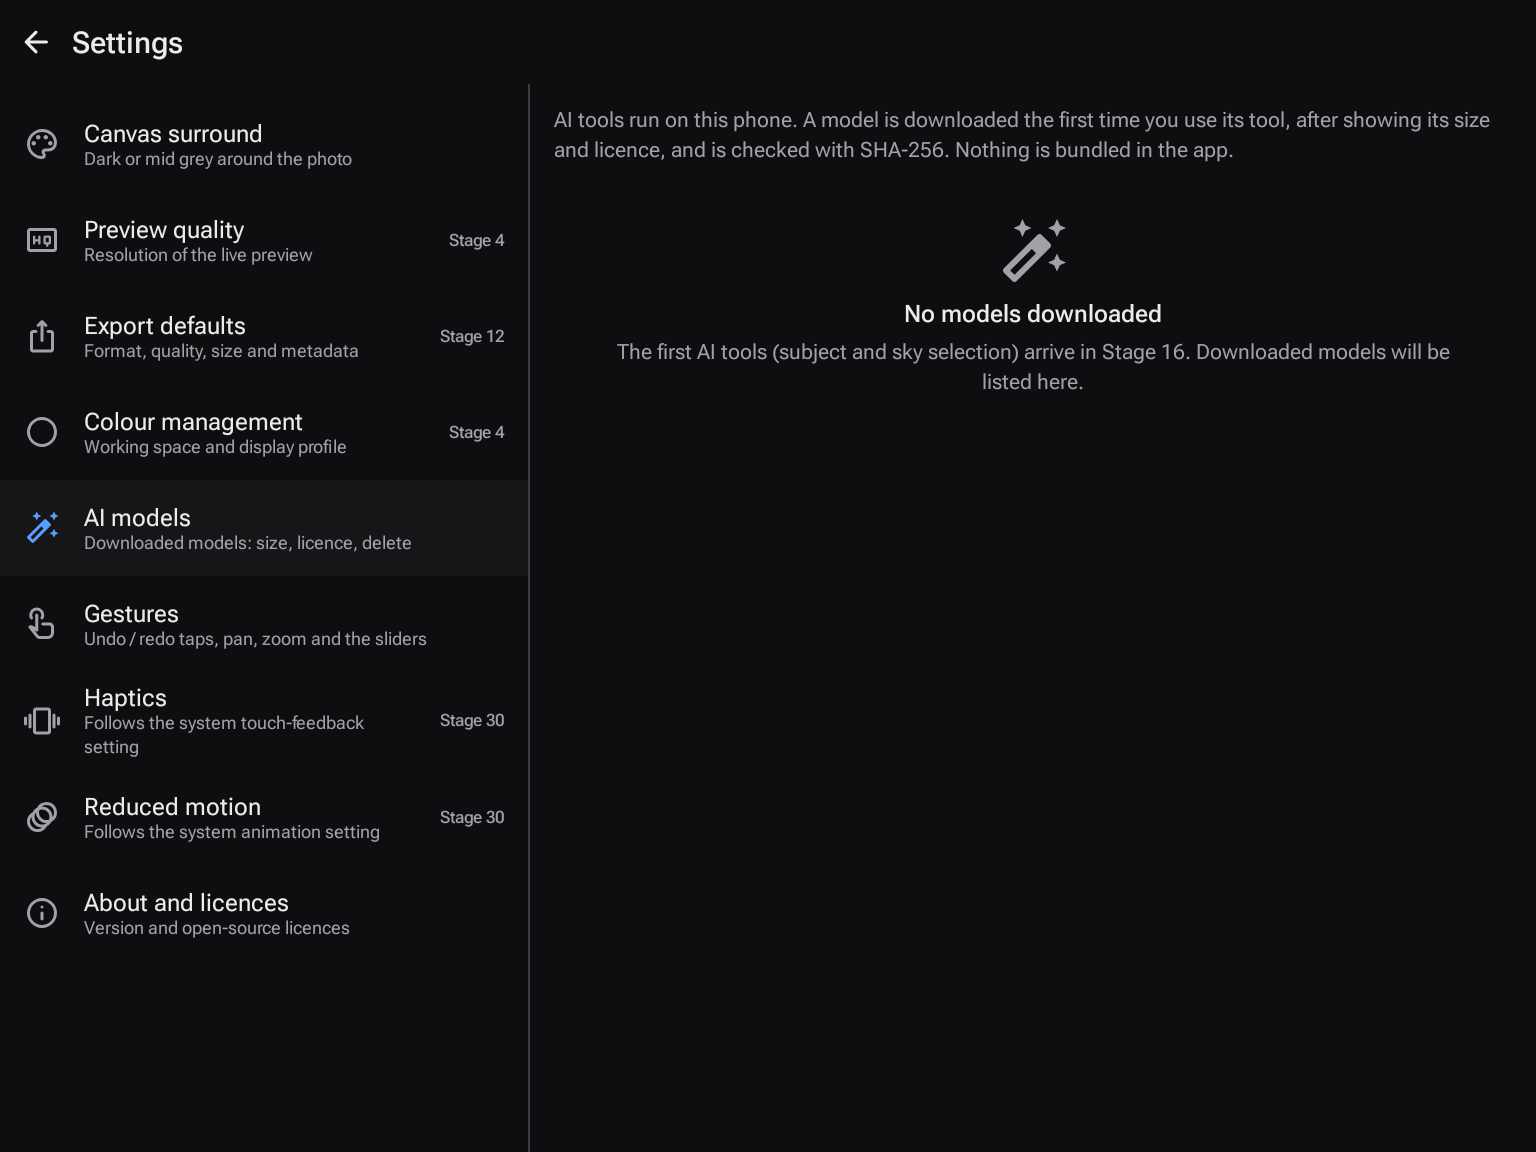 Settings
Canvas surround
Dark or mid grey around the photo
HQ
Preview quality
Resolution of the live preview
Stage 4
Export defaults
Format, quality, size and metadata
Stage 12
Colour management
Working space and display profile
Stage 4
AI models
Downloaded models: size, licence, delete
Gestures
Undo / redo taps, pan, zoom and the sliders
Haptics
Follows the system touch-feedback
setting
Stage 30
Reduced motion
Follows the system animation setting
Stage 30
About and licences
Version and open-source licences
AI tools run on this phone. A model is downloaded the first time you use its tool, after showing its size
and licence, and is checked with SHA-256. Nothing is bundled in the app.
No models downloaded
The first AI tools (subject and sky selection) arrive in Stage 16. Downloaded models will be
listed here.